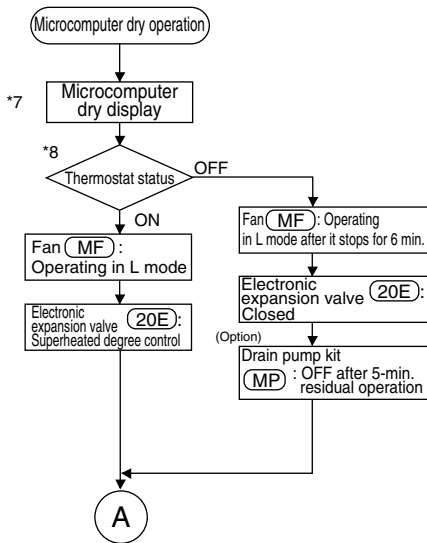 Microcomputer dry operation
*7
Microcomputer
dry display
*8
Thermostat status
OFF
ON
Fan MF :
Operating in L mode
Electronic
expansion valve 20E :
Superheated degree control
Fan MF : Operating
in L mode after it stops for 6 min.
Electronic
expansion valve 20E :
Closed
(Option)
Drain pump kit
MP : OFF after 5-min.
residual operation
A